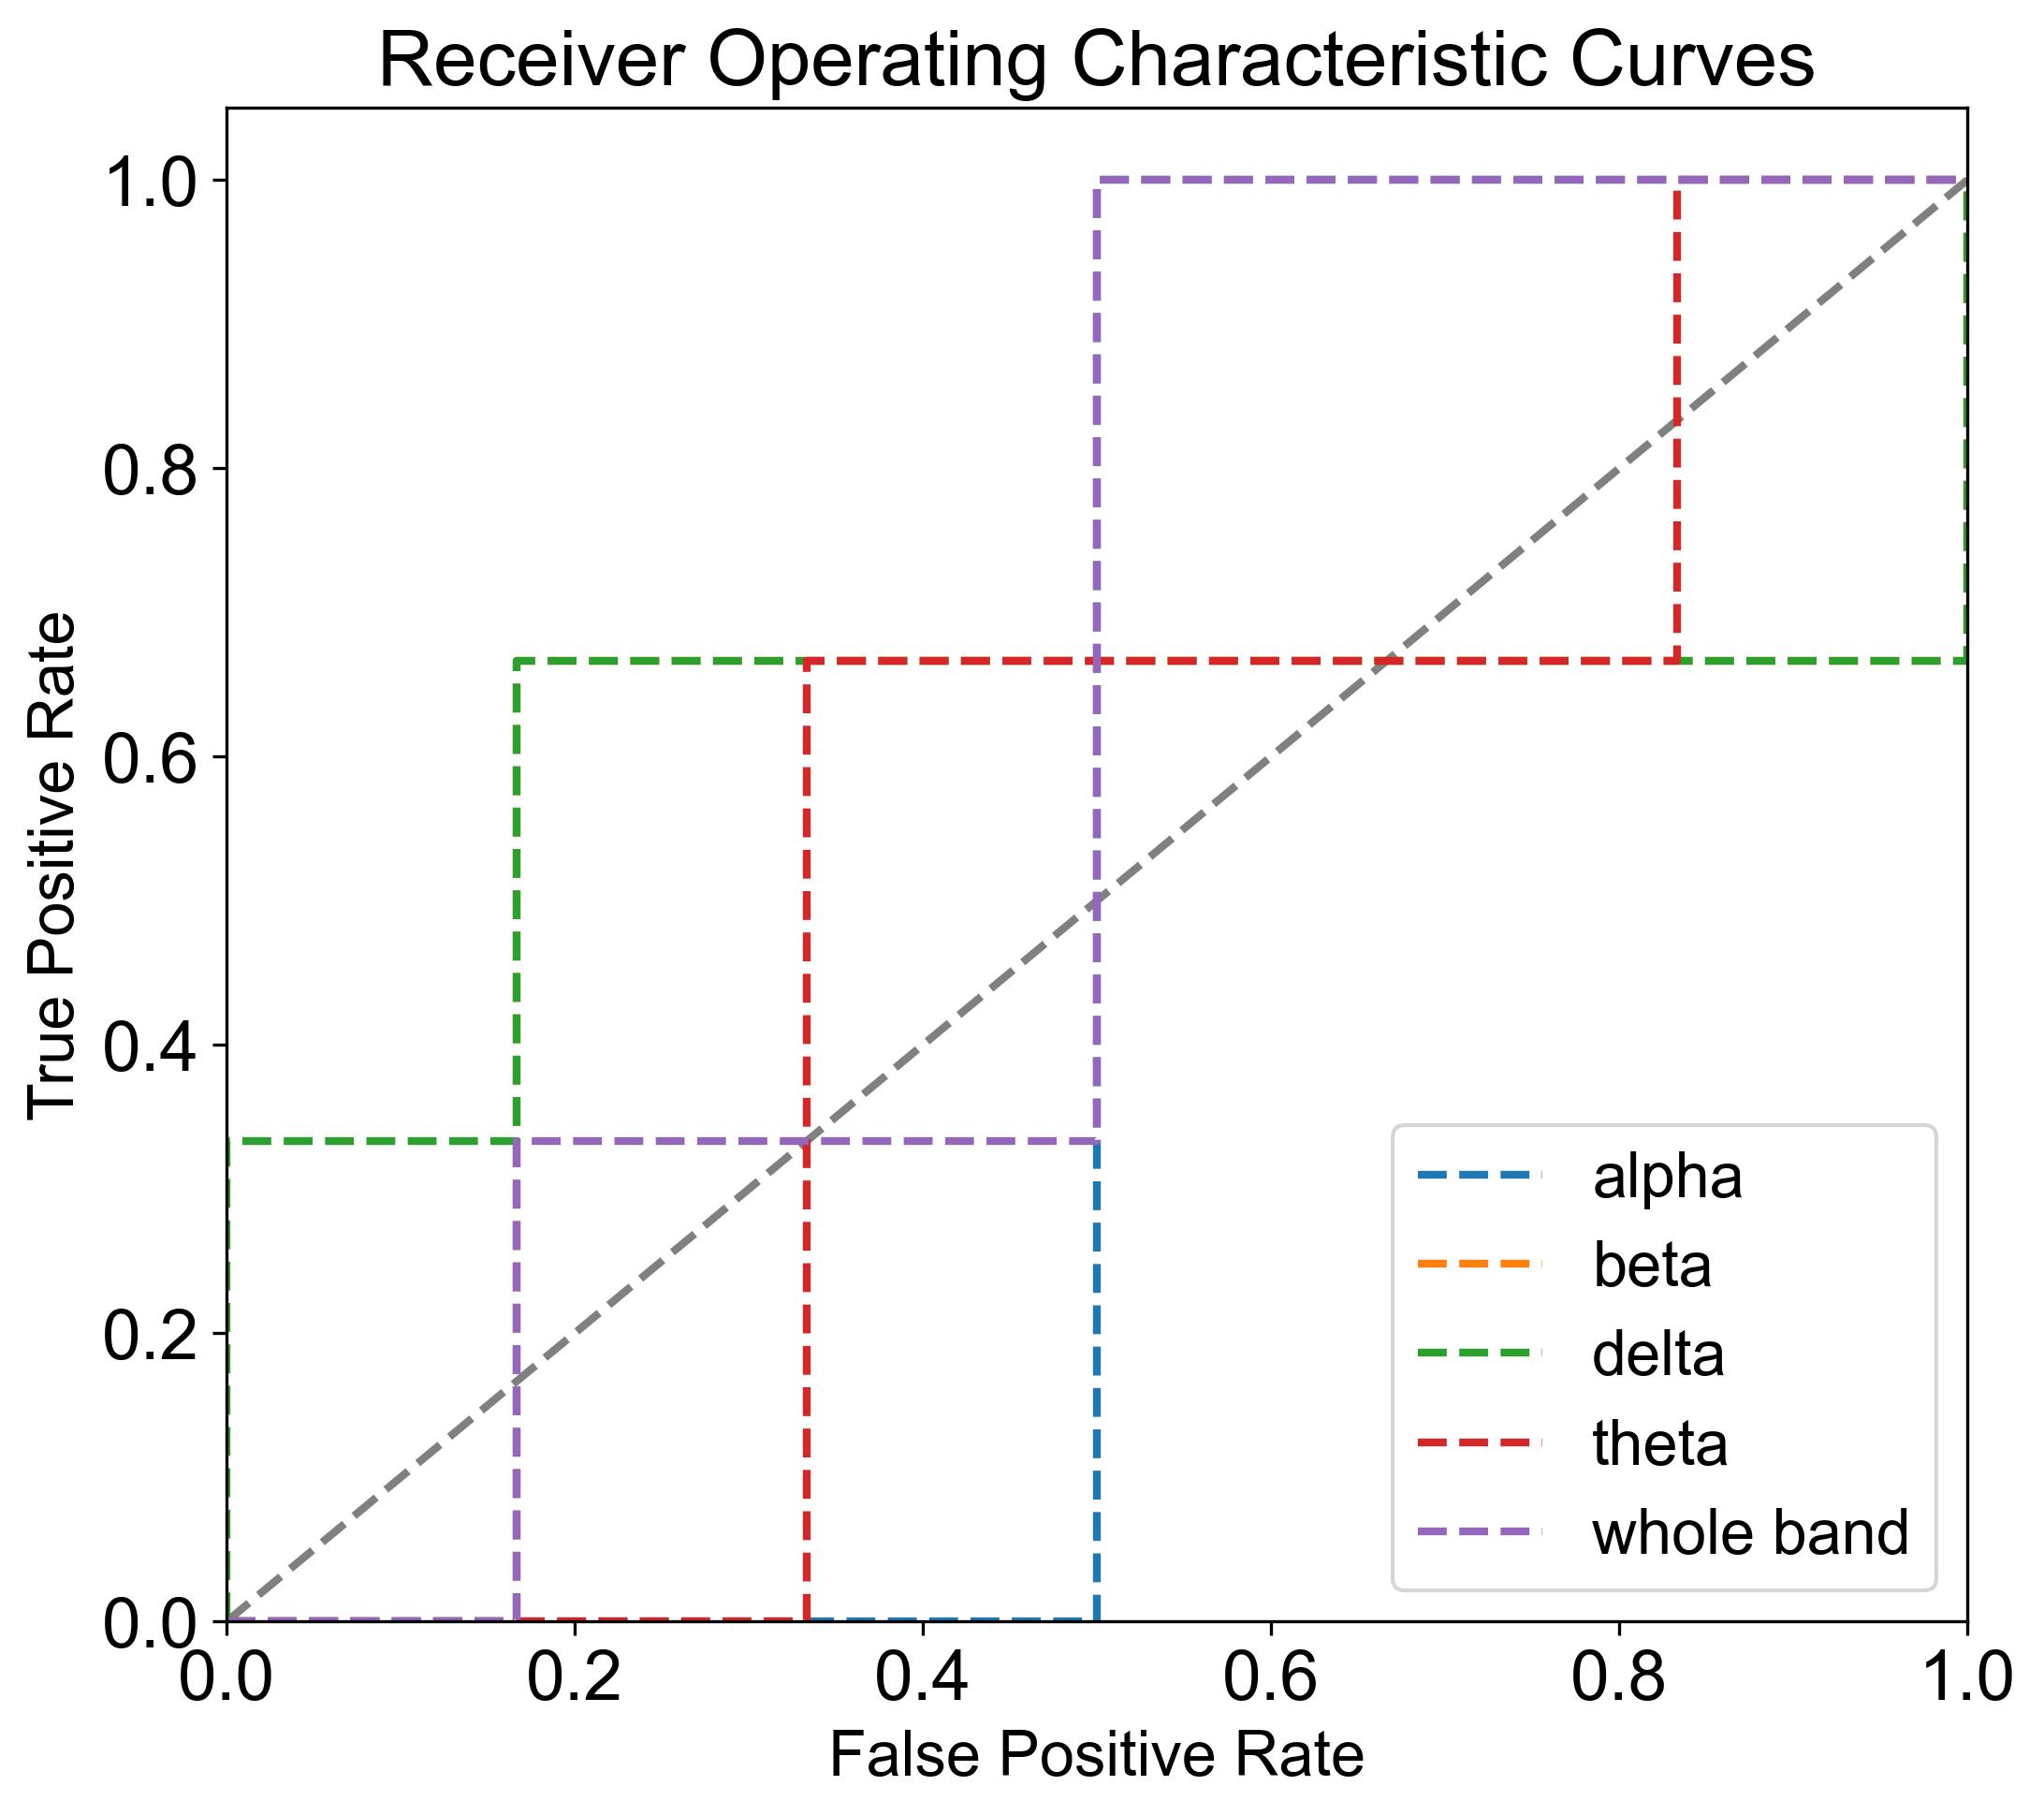 Receiver Operating Characteristic Curves
True Positive Rate
1.0
0.8
0.6
0.4
0.2
0.0
0.0 0.2 0.4 0.6 0.8 1.0
False Positive Rate
alpha
beta
delta
theta
whole band